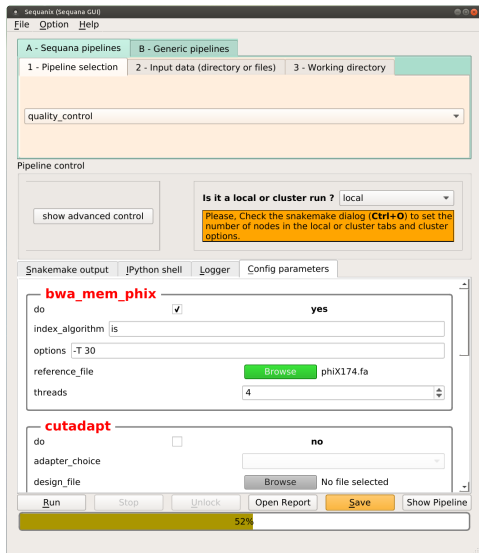 Sequanix (Sequana GUI)
File Option Help
A - Sequana pipelines B - Generic pipelines
1 - Pipeline selection 2 - Input data (directory or files) 3 - Working directory
quality_control
Pipeline control
show advanced control
Is it a local or cluster run ? local
Please, Check the snakemake dialog (Ctrl+O) to set the
number of nodes in the local or cluster tabs and cluster
options.
Snakemake output IPython shell Logger Config parameters
bwa_mem_phix
do yes
index_algorithm is
options -T 30
reference_file Browse phiX174.fa
threads 4
cutadapt
do no
adapter_choice
design_file Browse No file selected
Run Stop Unlock Open Report Save Show Pipeline
52%